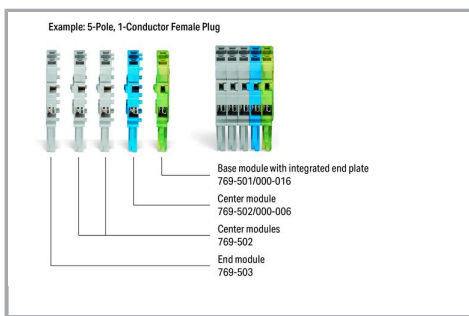 Example: 5-Pole, 1-Conductor Female Plug
Base module with integrated end plate
769-501/000-016
Center module
769-502/000-006
Center modules
769-502
End module
769-503